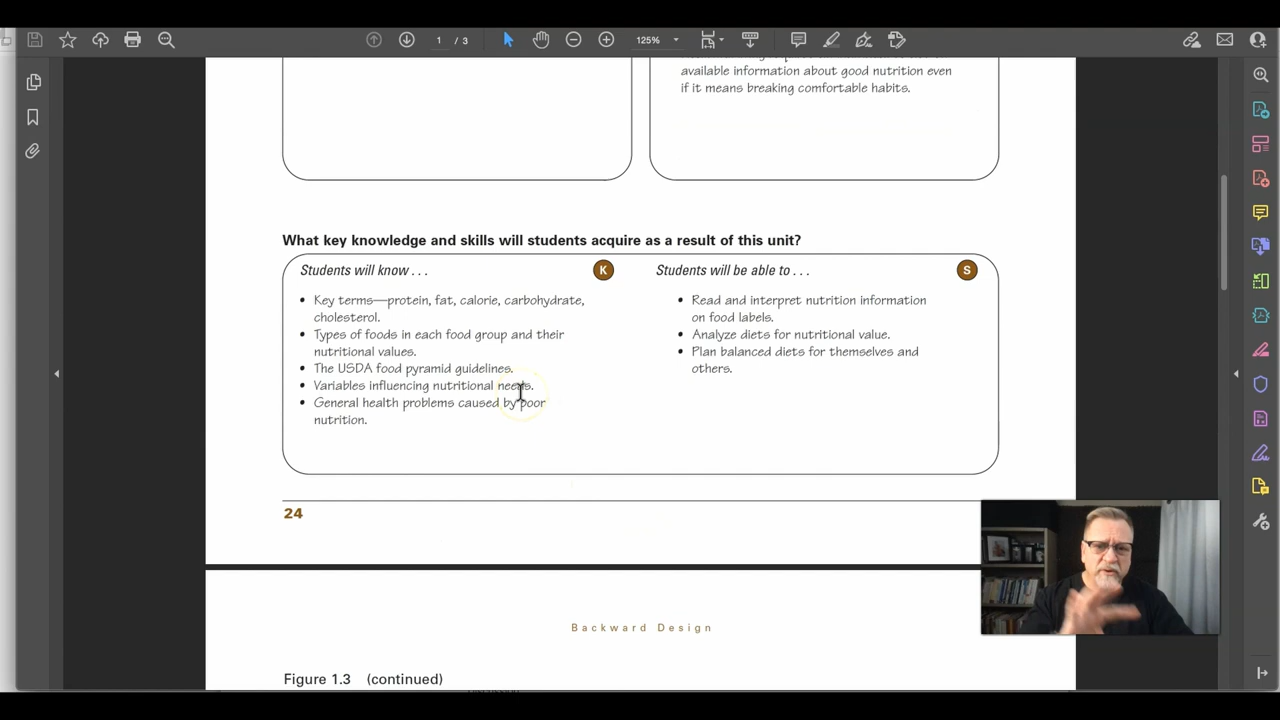 1 / 3
125%
available information about good nutrition even
if it means breaking comfortable habits.
What key knowledge and skills will students acquire as a result of this unit?
Students will know . . .
K
• Key terms—protein, fat, calorie, carbohydrate,
cholesterol.
• Types of foods in each food group and their
nutritional values.
• The USDA food pyramid guidelines.
• Variables influencing nutritional needs.
• General health problems caused by poor
nutrition.
Students will be able to . . .
S
• Read and interpret nutrition information
on food labels.
• Analyze diets for nutritional value.
• Plan balanced diets for themselves and
others.
24
Backward Design
Figure 1.3 (continued)